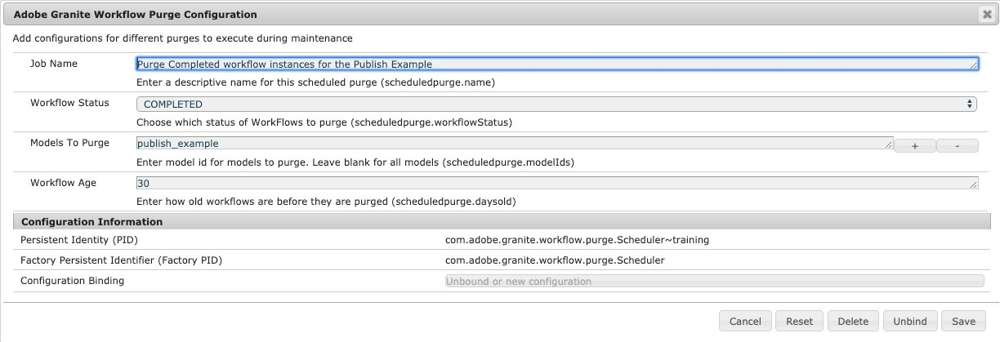 Adobe Granite Workflow Purge Configuration
Add configurations for different purges to execute during maintenance
Job Name
Purge Completed workflow instances for the Publish Example
Enter a descriptive name for this scheduled purge (scheduledpurge.name)
Workflow Status
COMPLETED
Choose which status of WorkFlows to purge (scheduledpurge.workflowStatus)
Models To Purge
publish_example
+ -
Enter model id for models to purge. Leave blank for all models (scheduledpurge.modelIds)
Workflow Age
30
Enter how old workflows are before they are purged (scheduledpurge.daysold)
Configuration Information
Persistent Identity (PID) com.adobe.granite.workflow.purge.Scheduler~training
Factory Persistent Identifier (Factory PID) com.adobe.granite.workflow.purge.Scheduler
Configuration Binding Unbound or new configuration
Cancel Reset Delete Unbind Save